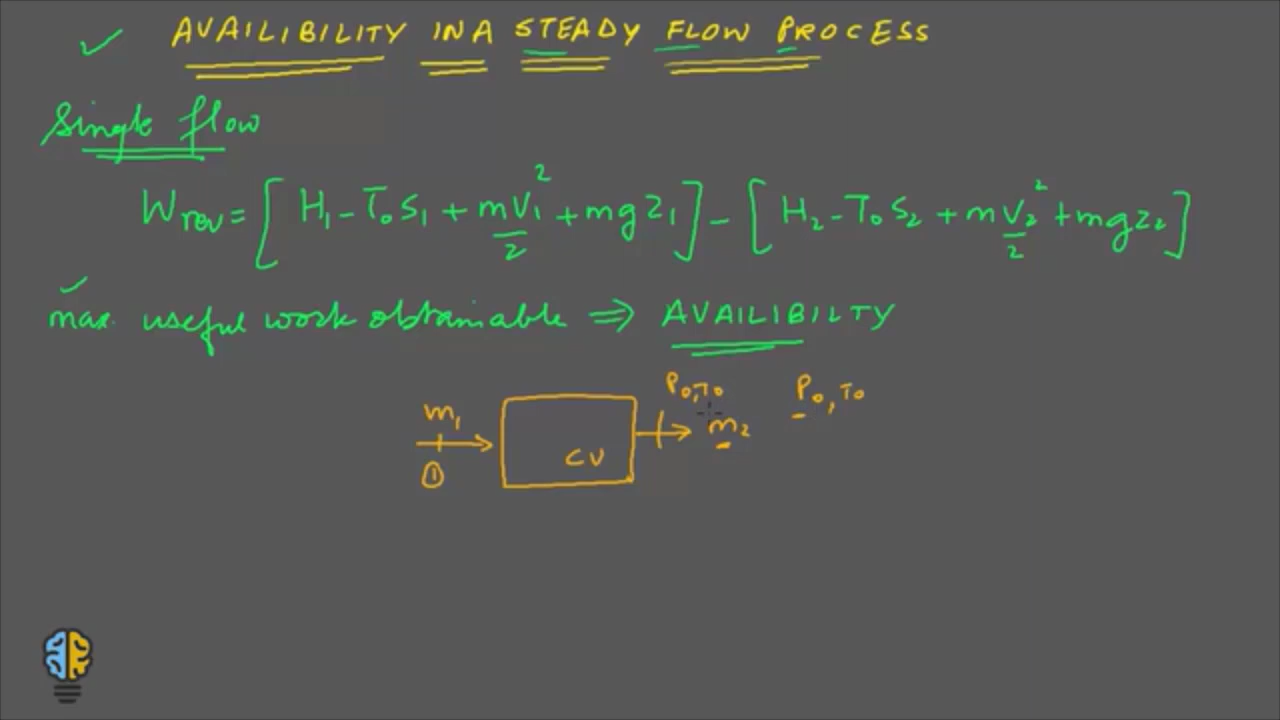 ✓ AVAILIBILITY IN A STEADY FLOW PROCESS
Single flow
Wrev = [H₁ - T₀S₁ + mV₁²/2 + mgz₁] - [H₂ - T₀S₂ + mV₂²/2 + mgz₂]
max. useful work obtainiable ⇒ AVAILIBILTY
P₀,T₀ P₀,T₀
m₁
m₂
CV
①